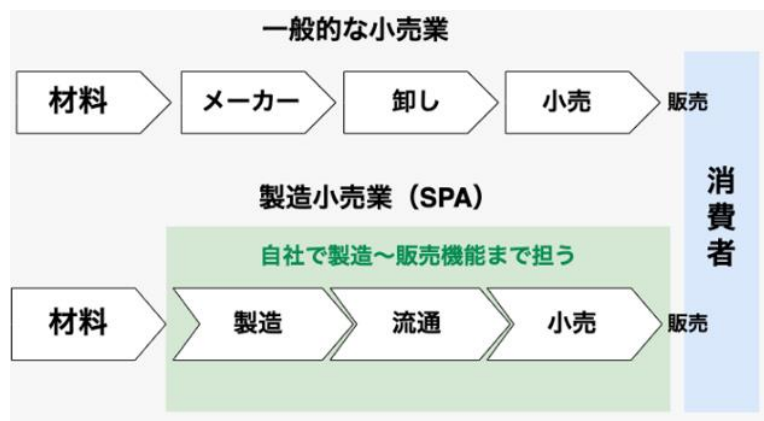 一般的な小売業
材料
メーカー
卸し
小売
販売
製造小売業（SPA）
自社で製造〜販売機能まで担う
材料
製造
流通
小売
販売
消費者